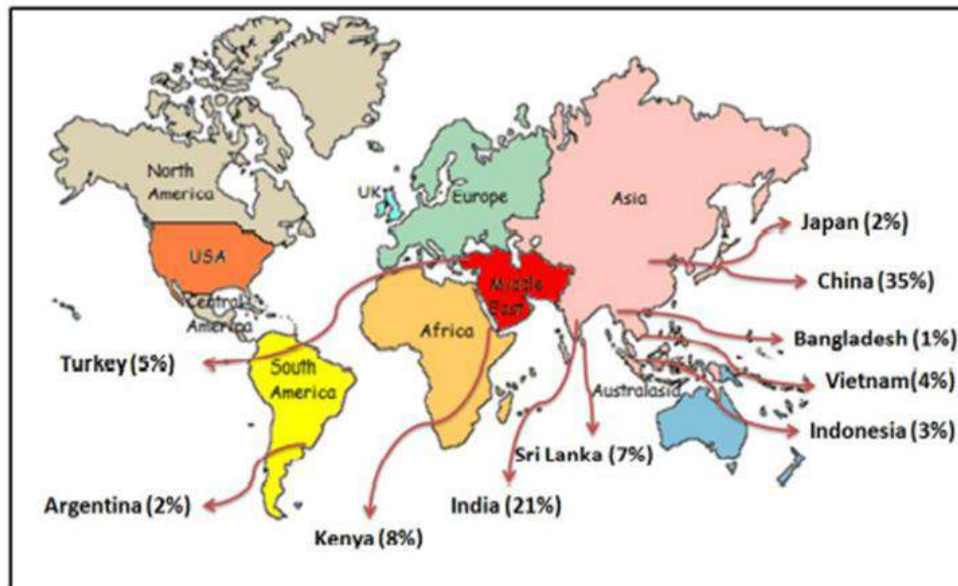 North
America
UK
Europe
Asia
USA
Central
America
Middle
East
Africa
South
America
Australasia
Japan (2%)
China (35%)
Bangladesh (1%)
Vietnam(4%)
Indonesia (3%)
Turkey (5%)
Sri Lanka (7%)
Argentina (2%)
India (21%)
Kenya (8%)